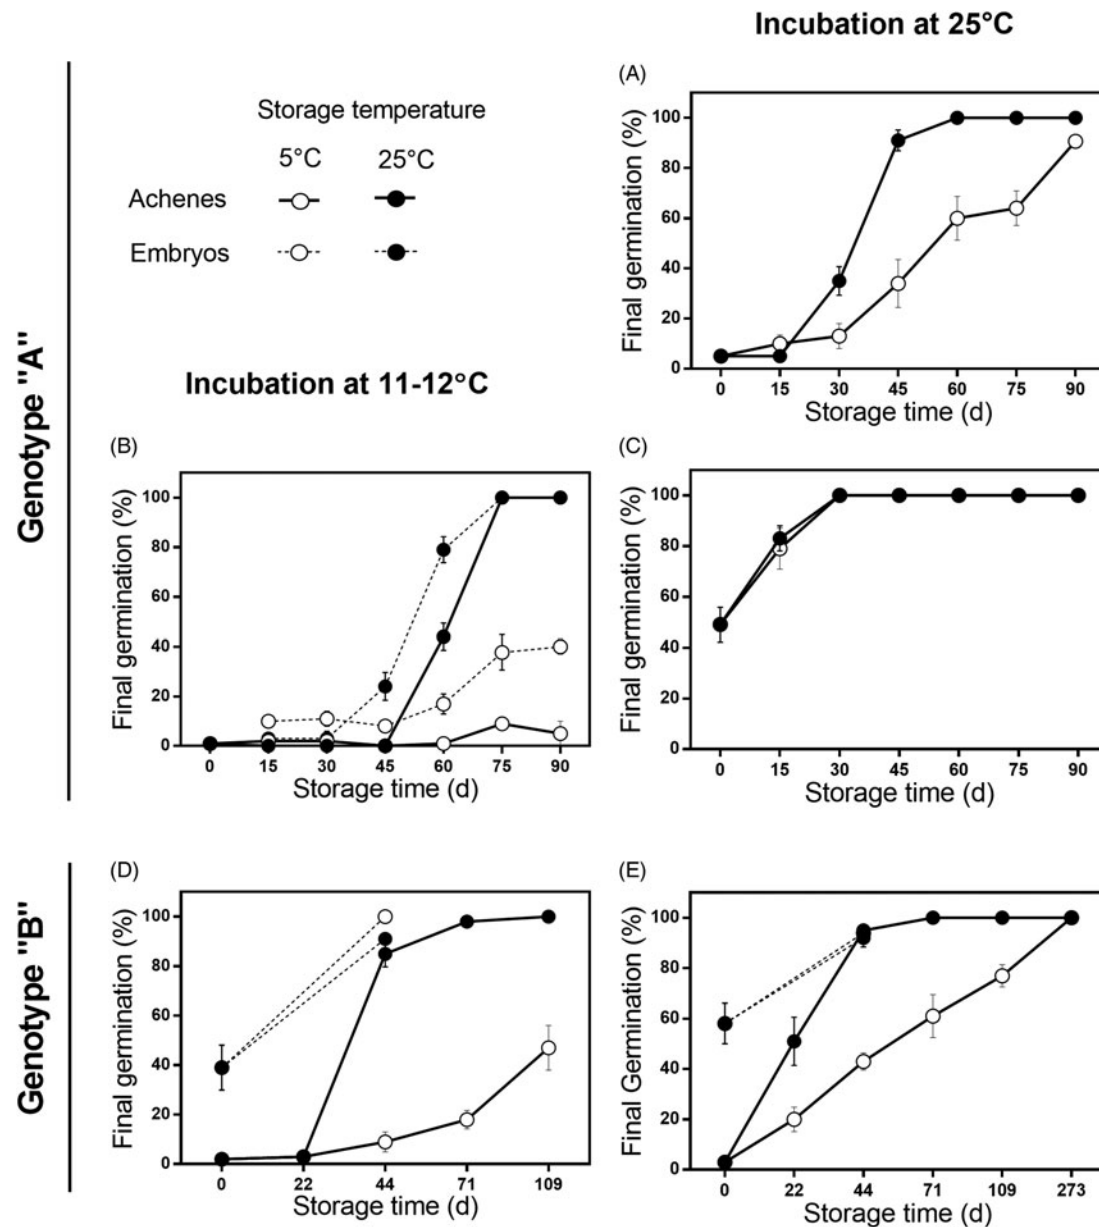 Incubation at 25°C
Storage temperature
5°C 25°C
Achenes
Embryos
Genotype "A"
(A)
Final germination (%)
100
80
60
40
20
0
0 15 30 45 60 75 90
Storage time (d)
Incubation at 11-12°C
(B)
Final germination (%)
100
80
60
40
20
0
0 15 30 45 60 75 90
Storage time (d)
(C)
Final germination (%)
100
80
60
40
20
0
0 15 30 45 60 75 90
Storage time (d)
Genotype "B"
(D)
Final germination (%)
100
80
60
40
20
0
0 22 44 71 109
Storage time (d)
(E)
Final Germination (%)
100
80
60
40
20
0
0 22 44 71 109 273
Storage time (d)